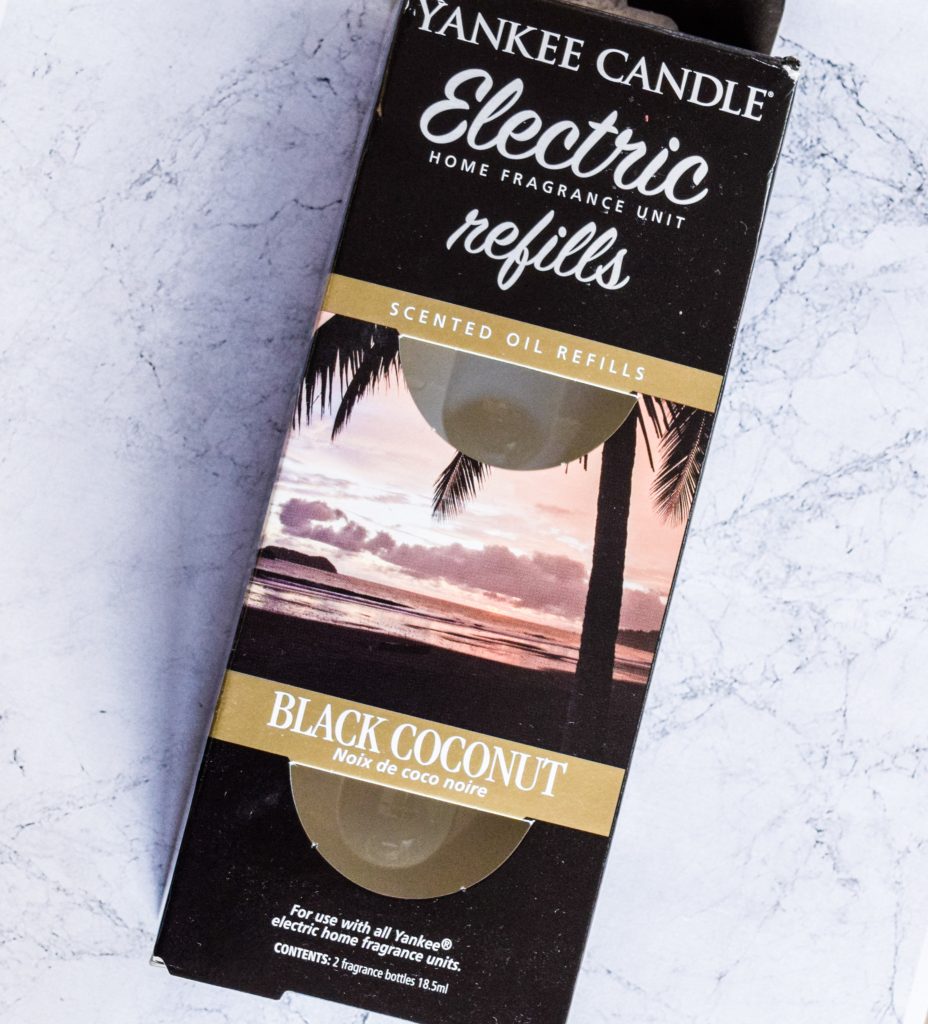 YANKEE CANDLE®
Electric
HOME FRAGRANCE UNIT
refills
SCENTED OIL REFILLS
BLACK COCONUT
Noix de coco noire
For use with all Yankee®
electric home fragrance units.
CONTENTS: 2 fragrance bottles 18.5ml